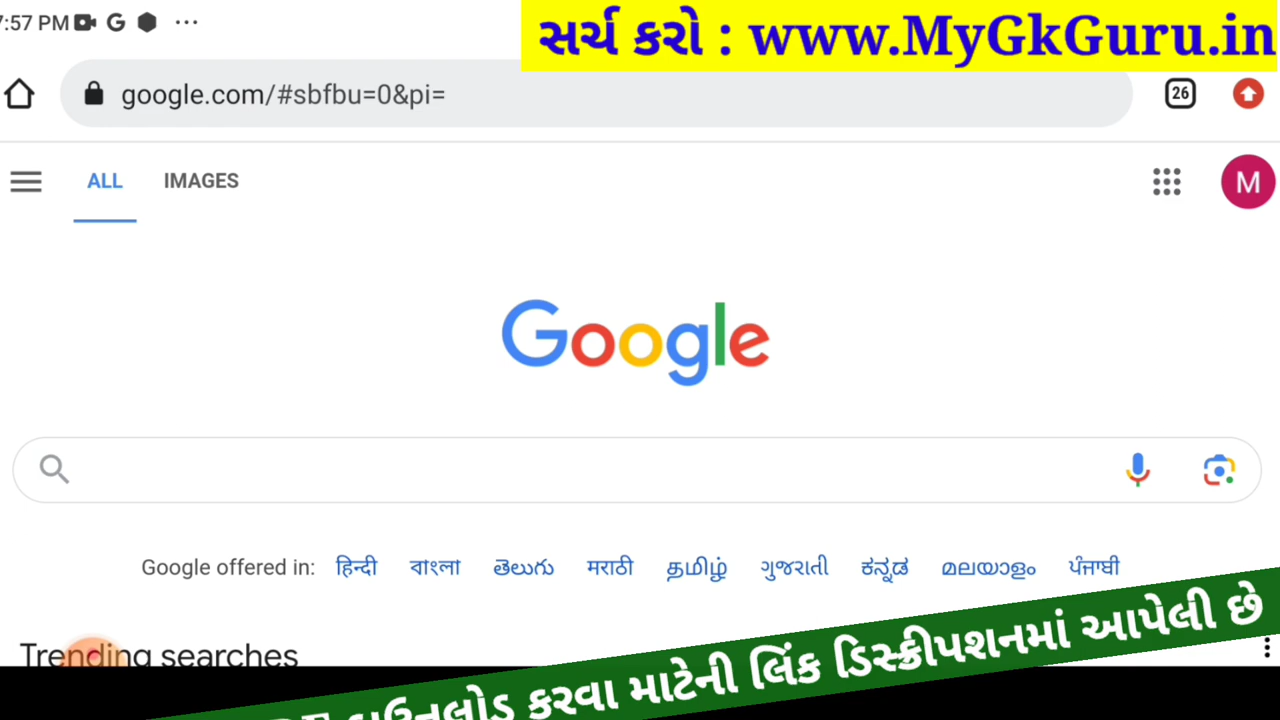 :57 PM
સર્ચ કરો : www.MyGkGuru.in
google.com/#sbfbu=0&pi=
26
ALL IMAGES
M
Google
Google offered in: हिन्दी বাংলা తెలుగు मराठी தமிழ் ગુજરાતી ಕನ್ನಡ മലയാളം ਪੰਜਾਬੀ
Trending searches
ડાઉનલોડ કરવા માટેની લિંક ડિસ્ક્રીપશનમાં આપેલી છે